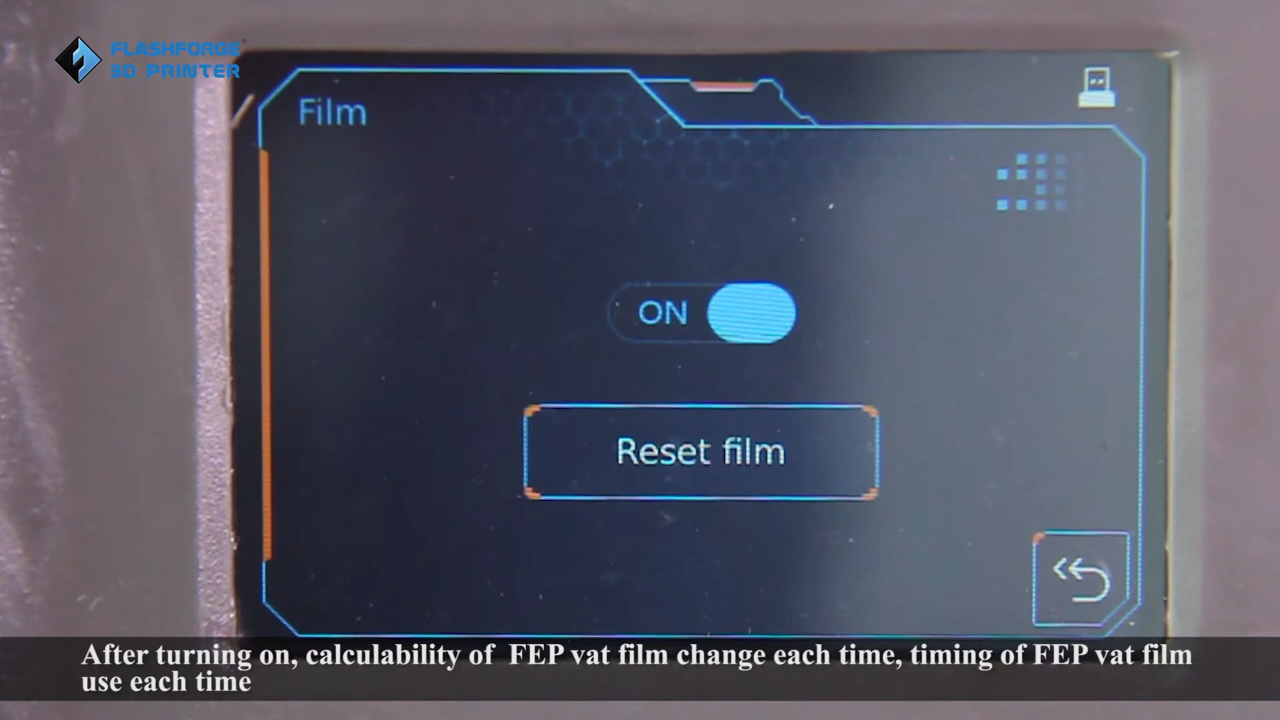 FLASHFORGE
3D PRINTER
Film
ON
Reset film
After turning on, calculability of FEP vat film change each time, timing of FEP vat film
use each time